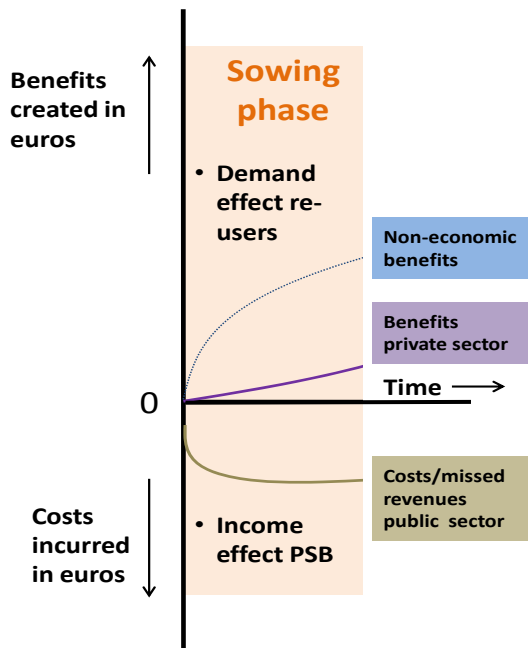 Sowing
phase
Benefits
created in
euros
• Demand
effect re-
users
Non-economic
benefits
Benefits
private sector
Time
0
Costs/missed
revenues
public sector
Costs
incurred
in euros
• Income
effect PSB